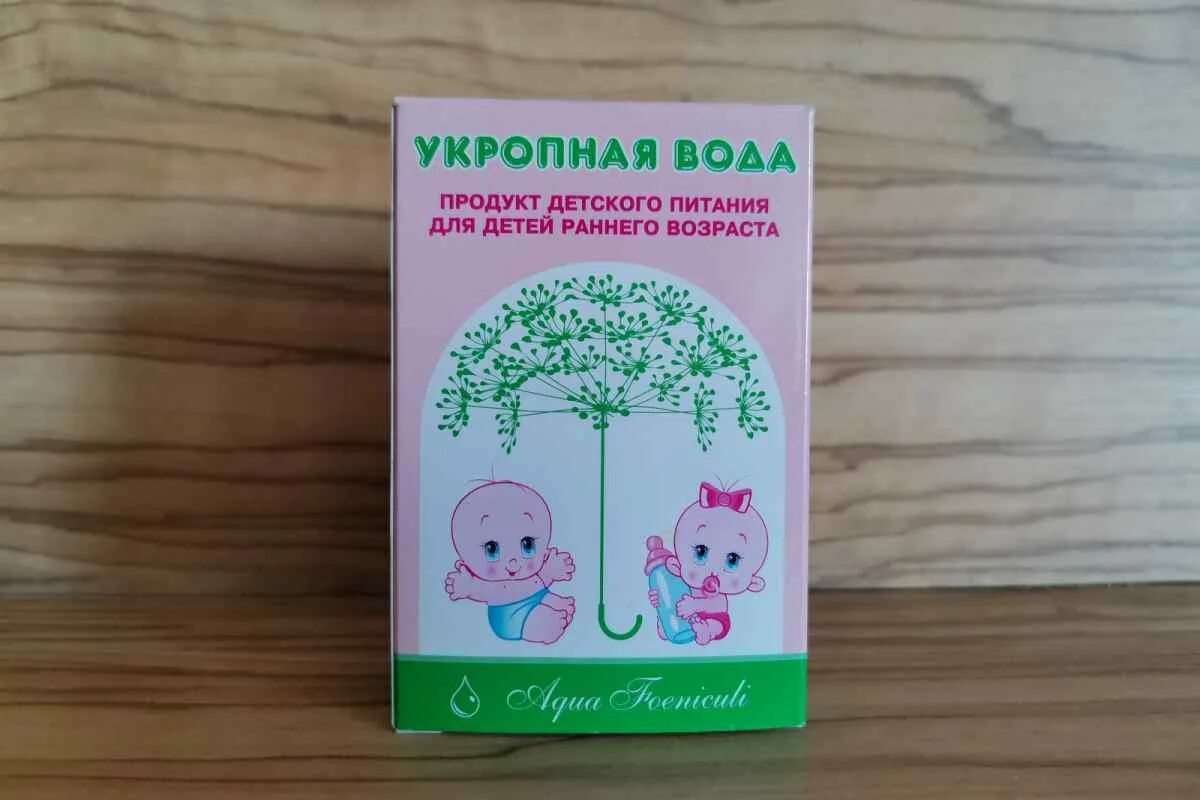 УКРОПНАЯ ВОДА
ПРОДУКТ ДЕТСКОГО ПИТАНИЯ
ДЛЯ ДЕТЕЙ РАННЕГО ВОЗРАСТА
Aqua Foeniculi